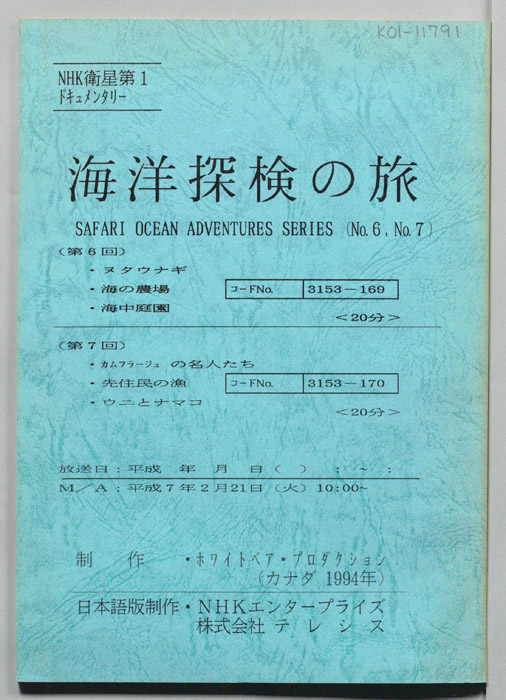 K01-11791
NHK衛星第1
ドキュメンタリー
海洋探検の旅
SAFARI OCEAN ADVENTURES SERIES (No.6, No.7)
(第6回)
・ヌタウナギ
・海の農場 コードNo. 3153-169
・海中庭園 <20分>
(第7回)
・カムフラージュ の名人たち
・先住民の漁 コードNo. 3153-170
・ウニとナマコ <20分>
放送日:平成 年 月 日( ) : ~ :
M/A:平成7年2月21日(火)10:00~
制 作 ・ホワイトベア・プロダクション
(カナダ 1994年)
日本語版制作・NHKエンタープライズ
株式会社 テレシス